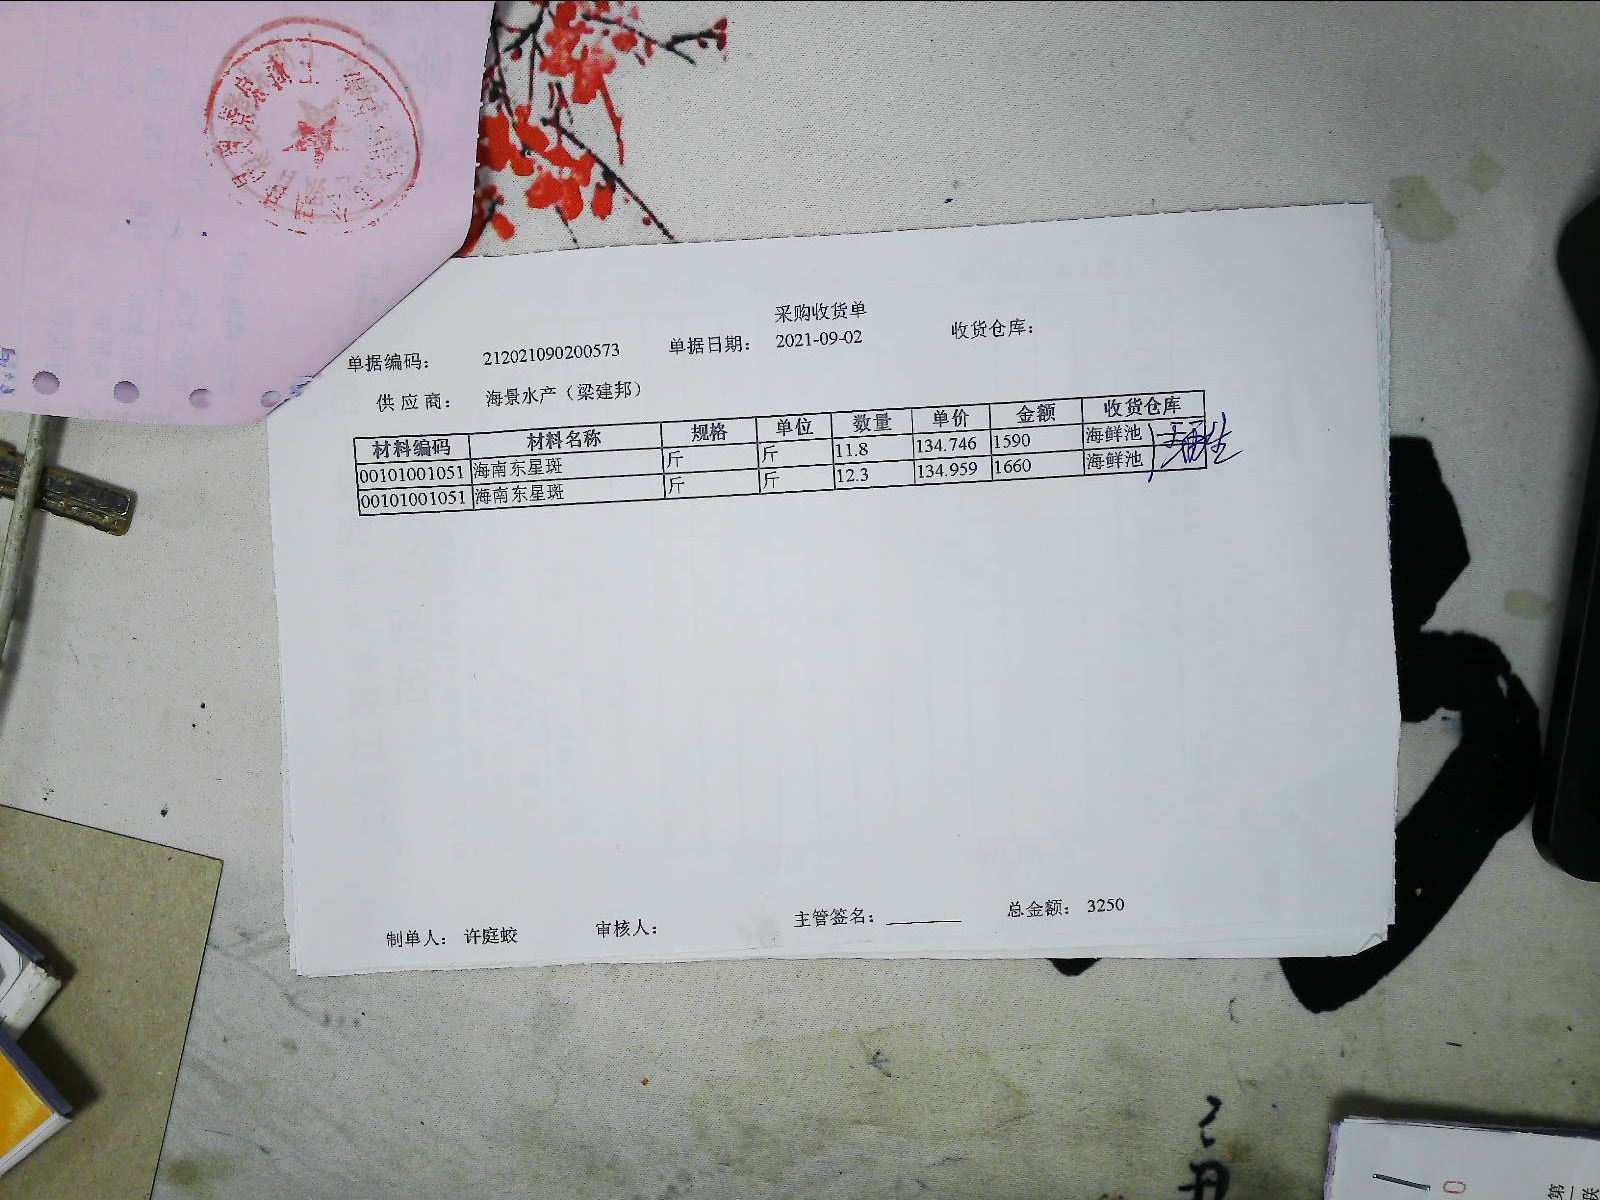 采购收货单
单据编码： 212021090200573 单据日期： 2021-09-02 收货仓库：
供应商： 海景水产（梁建邦）
材料编码 材料名称 规格 单位 数量 单价 金额 收货仓库
00101001051 海南东星斑 斤 斤 11.8 134.746 1590 海鲜池
00101001051 海南东星斑 斤 斤 12.3 134.959 1660 海鲜池
制单人： 许庭蛟 审核人： 主管签名： 总金额： 3250